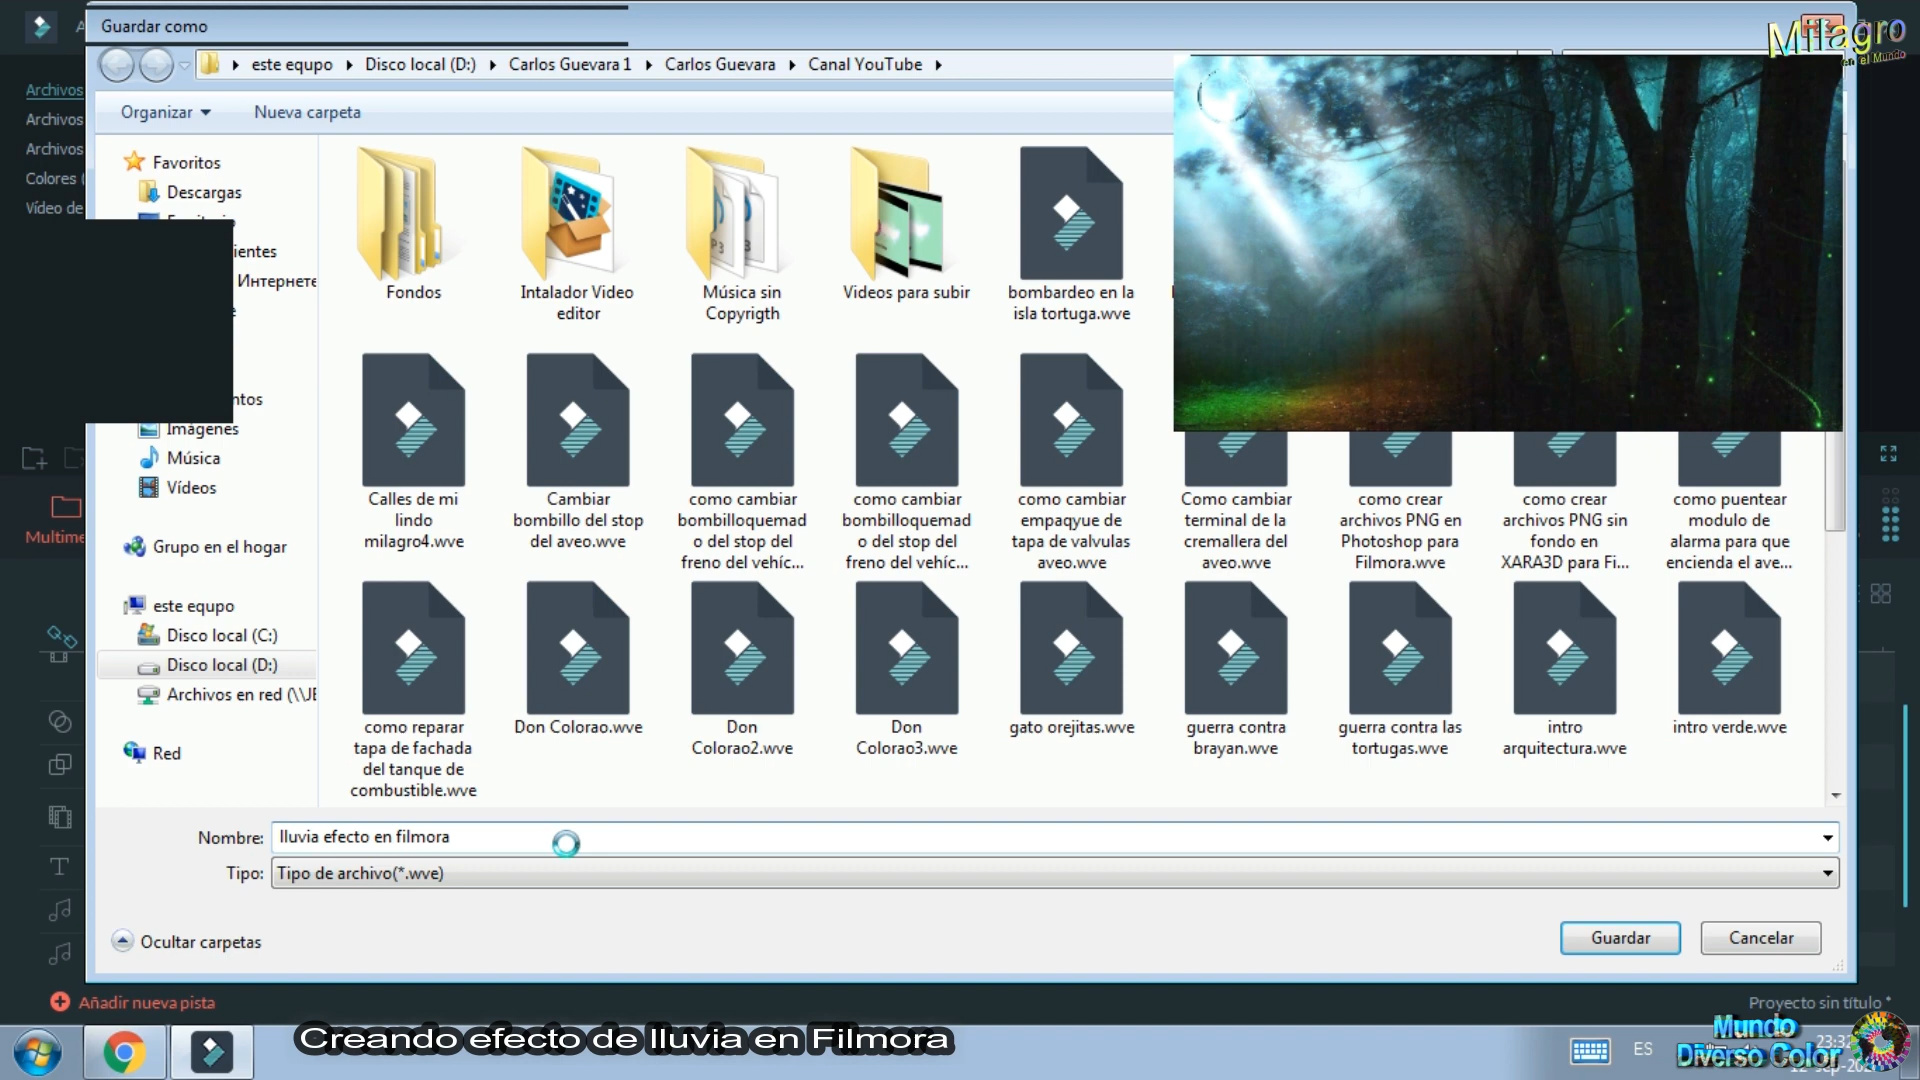 Guardar como
Milagro
en el Mundo
este equpo
Disco local (D:)
Carlos Guevara 1
Carlos Guevara
Canal YouTube
Organizar
Nueva carpeta
Archivos
Archivos
Archivos
Colores (
Vídeo de
Favoritos
Descargas
ientes
Интернете
ntos
Imágenes
Música
Vídeos
Grupo en el hogar
este equpo
Disco local (C:)
Disco local (D:)
Archivos en red (\\JE
Red
Multime
Fondos
Intalador Video
editor
Música sin
Copyrigth
Videos para subir
bombardeo en la
isla tortuga.wve
Calles de mi
lindo
milagro4.wve
Cambiar
bombillo del stop
del aveo.wve
como cambiar
bombilloquemad
o del stop del
freno del vehíc...
como cambiar
bombilloquemad
o del stop del
freno del vehíc...
como cambiar
empaqyue de
tapa de valvulas
aveo.wve
Como cambiar
terminal de la
cremallera del
aveo.wve
como crear
archivos PNG en
Photoshop para
Filmora.wve
como crear
archivos PNG sin
fondo en
XARA3D para Fi...
como puentear
modulo de
alarma para que
encienda el ave...
como reparar
tapa de fachada
del tanque de
combustible.wve
Don Colorao.wve
Don
Colorao2.wve
Don
Colorao3.wve
gato orejitas.wve
guerra contra
brayan.wve
guerra contra las
tortugas.wve
intro
arquitectura.wve
intro verde.wve
Nombre:
lluvia efecto en filmora
Tipo:
Tipo de archivo(*.wve)
Ocultar carpetas
Guardar
Cancelar
Añadir nueva pista
Proyecto sin título *
Creando efecto de lluvia en Filmora
ES
Mundo
Diverso Color
23:32